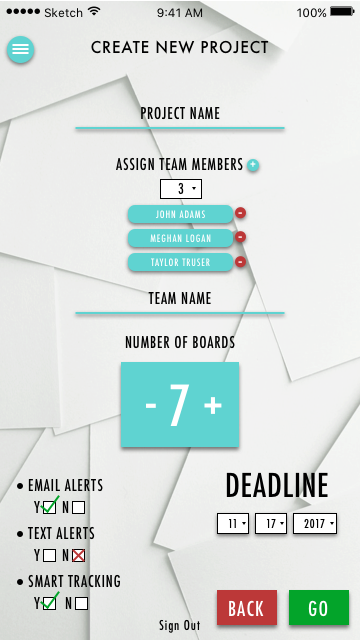 Sketch 9:41 AM 100%
CREATE NEW PROJECT
PROJECT NAME
ASSIGN TEAM MEMBERS +
3
JOHN ADAMS -
MEGHAN LOGAN -
TAYLOR TRUSER -
TEAM NAME
NUMBER OF BOARDS
- 7 +
EMAIL ALERTS
Y N
TEXT ALERTS
Y N
SMART TRACKING
Y N
DEADLINE
11 17 2017
BACK GO
Sign Out